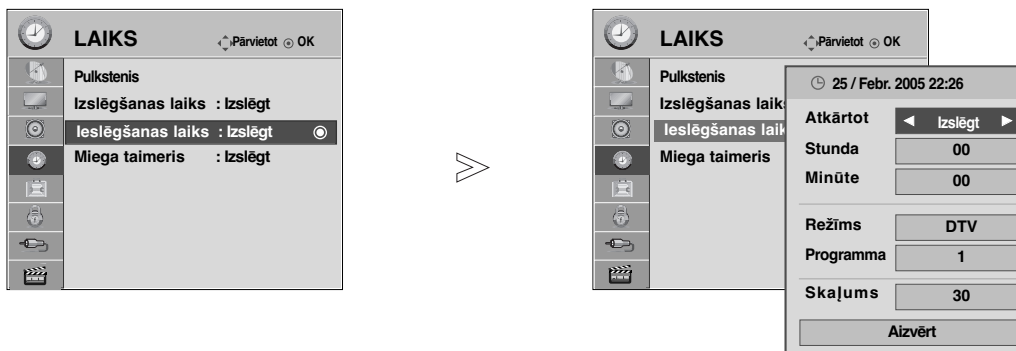 LAIKS Pārvietot OK
Pulkstenis
Izslēgšanas laiks : Izslēgt
Ieslēgšanas laiks : Izslēgt
Miega taimeris : Izslēgt
LAIKS Pārvietot OK
Pulkstenis
Izslēgšanas laiks
Ieslēgšanas laik
Miega taimeris
25 / Febr. 2005 22:26
Atkārtot ◄ Izslēgt ►
Stunda 00
Minūte 00
Režīms DTV
Programma 1
Skaļums 30
Aizvērt